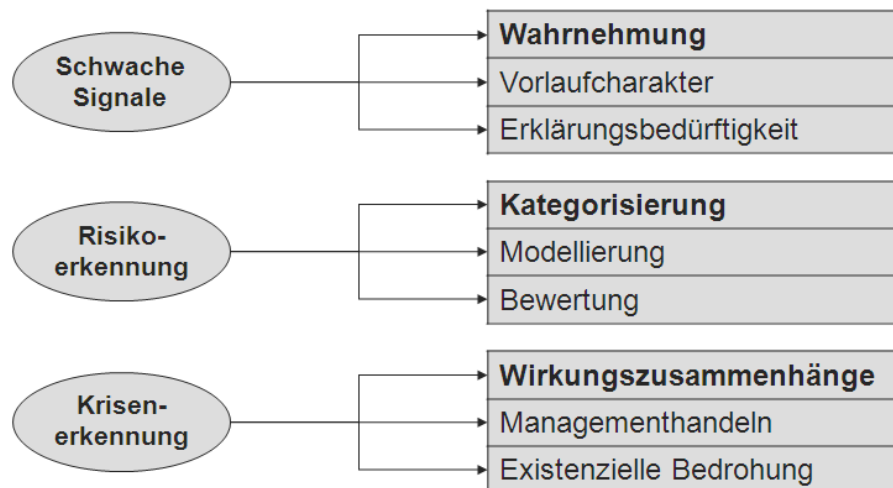 Schwache
Signale
Wahrnehmung
Vorlaufcharakter
Erklärungsbedürftigkeit
Risiko-
erkennung
Kategorisierung
Modellierung
Bewertung
Krisen-
erkennung
Wirkungszusammenhänge
Managementhandeln
Existenzielle Bedrohung